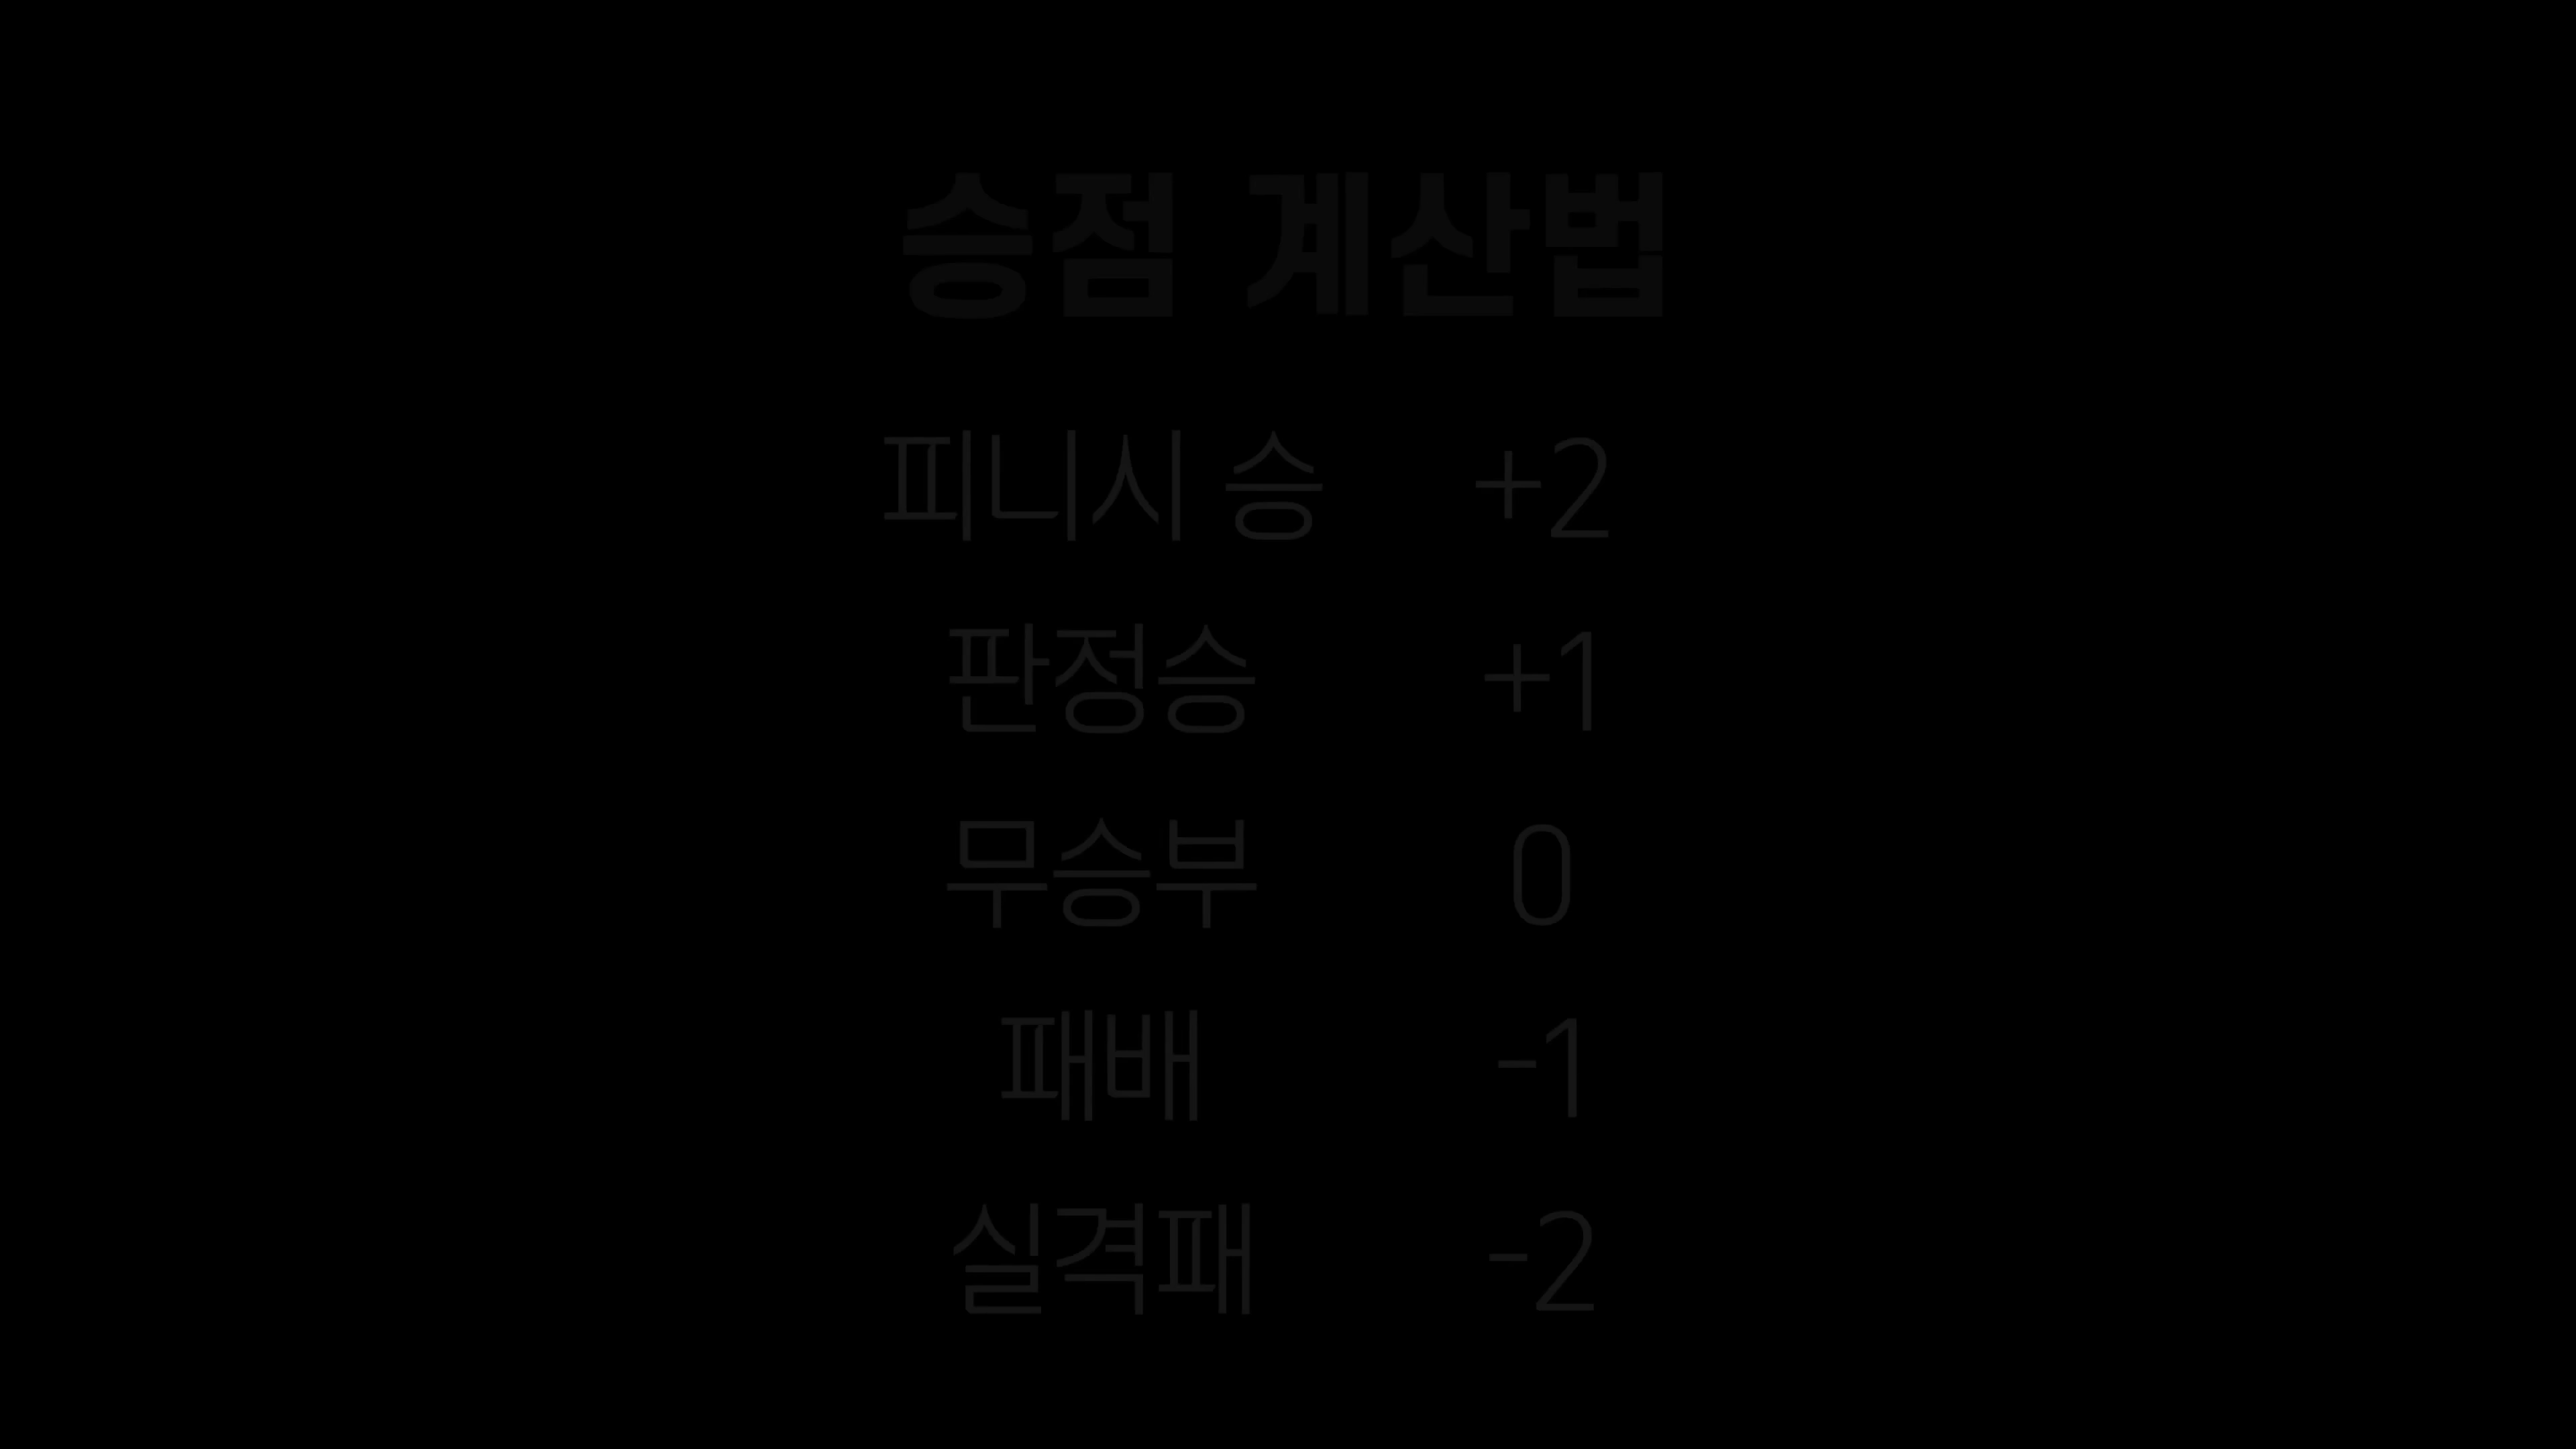 승점 계산법
피니시 승 +2
판정승 +1
무승부 0
패배 -1
실격패 -2